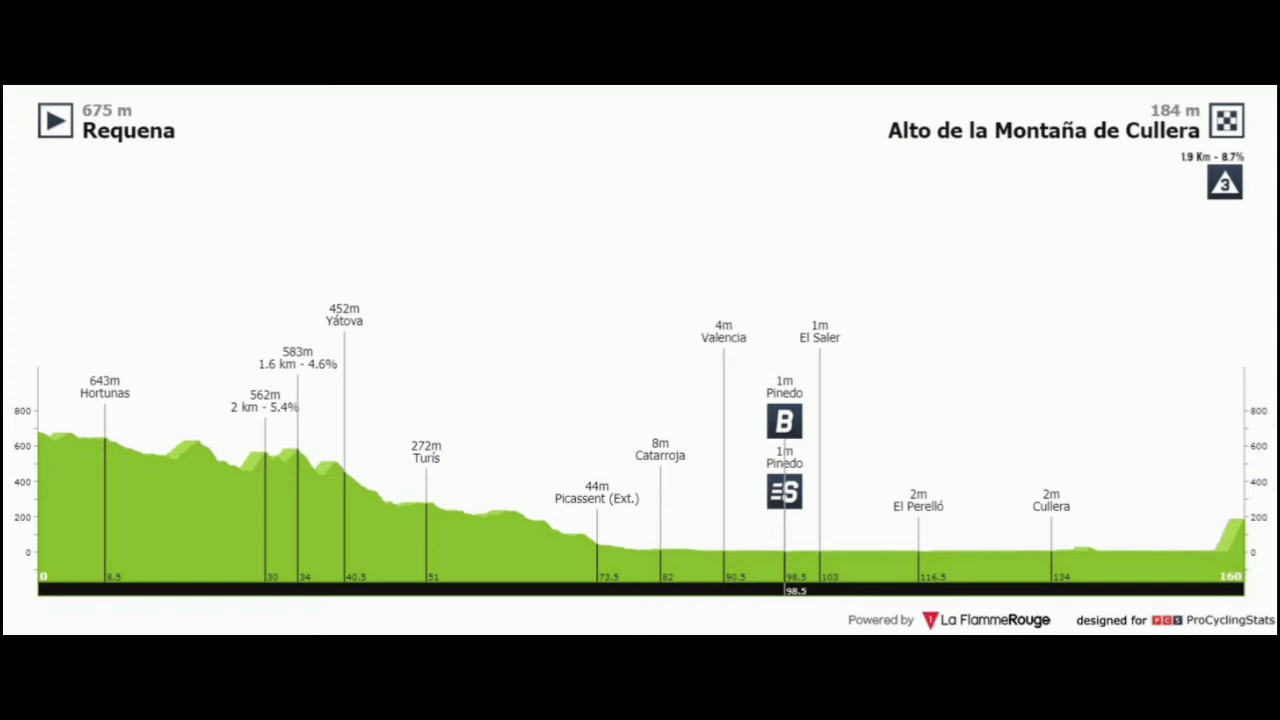 675 m
Requena
184 m
Alto de la Montaña de Cullera
1.9 Km - 8.7%
3
452m
Yátova
4m
Valencia
1m
El Saler
583m
1.6 km - 4.6%
643m
Hortunas
1m
Pinedo
B
562m
2 km - 5.4%
272m
Turís
8m
Catarroja
1m
Pinedo
S
44m
Picassent (Ext.)
2m
El Perelló
2m
Cullera
800
600
400
200
0
800
600
400
200
0
0 8.5 30 34 40.5 51 73.5 82 90.5 98.5 103 116.5 134 160
98.5
Powered by La FlammeRouge designed for PCS ProCyclingStats